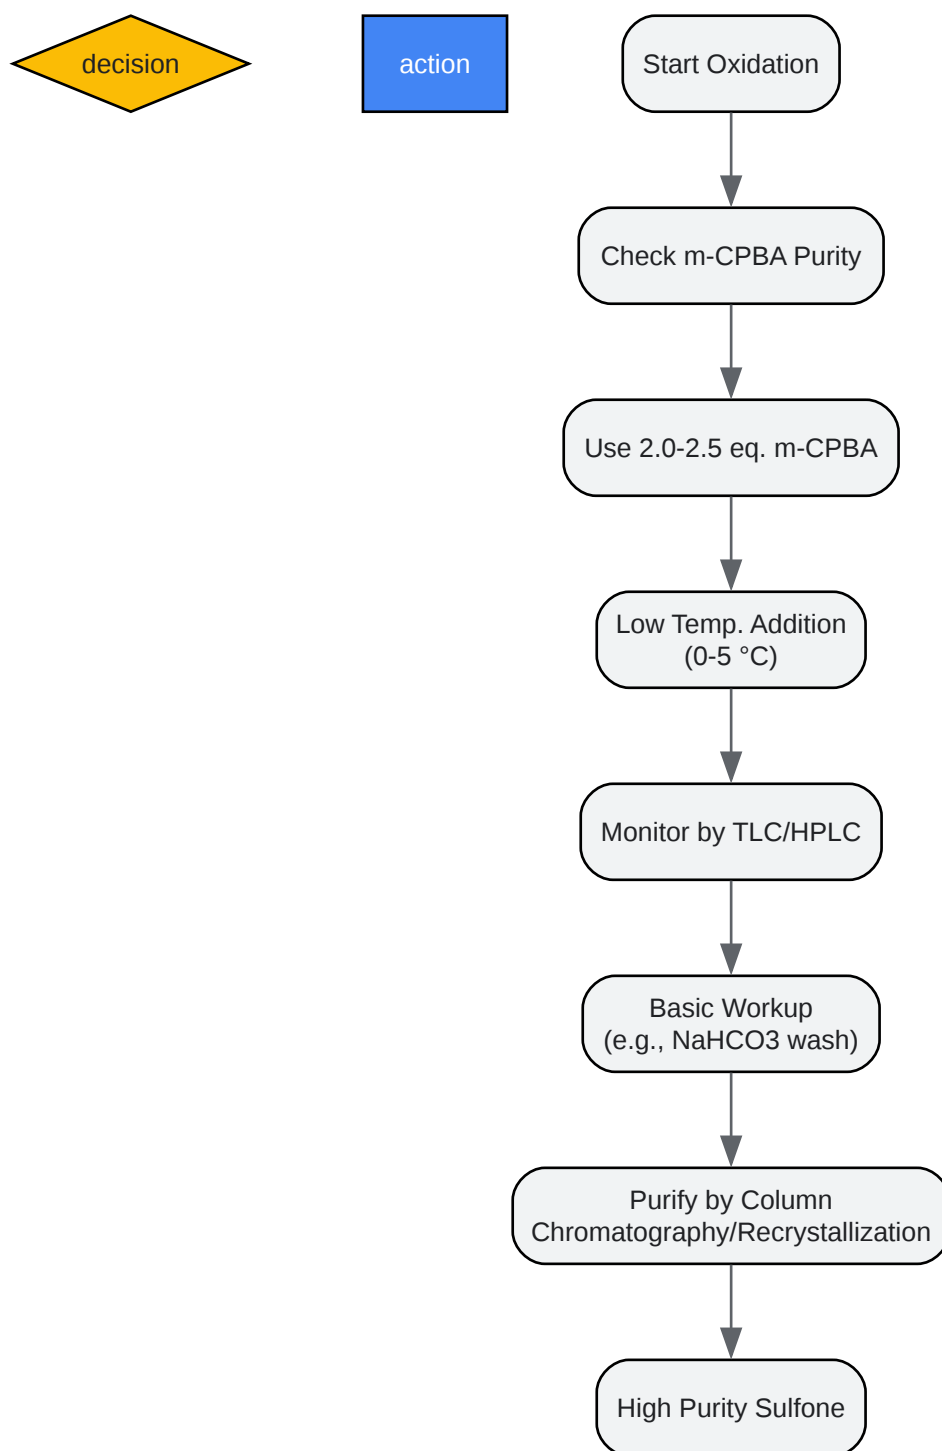 decision
action
Start Oxidation
Check m-CPBA Purity
Use 2.0-2.5 eq. m-CPBA
Low Temp. Addition
(0-5 °C)
Monitor by TLC/HPLC
Basic Workup
(e.g., NaHCO3 wash)
Purify by Column
Chromatography/Recrystallization
High Purity Sulfone